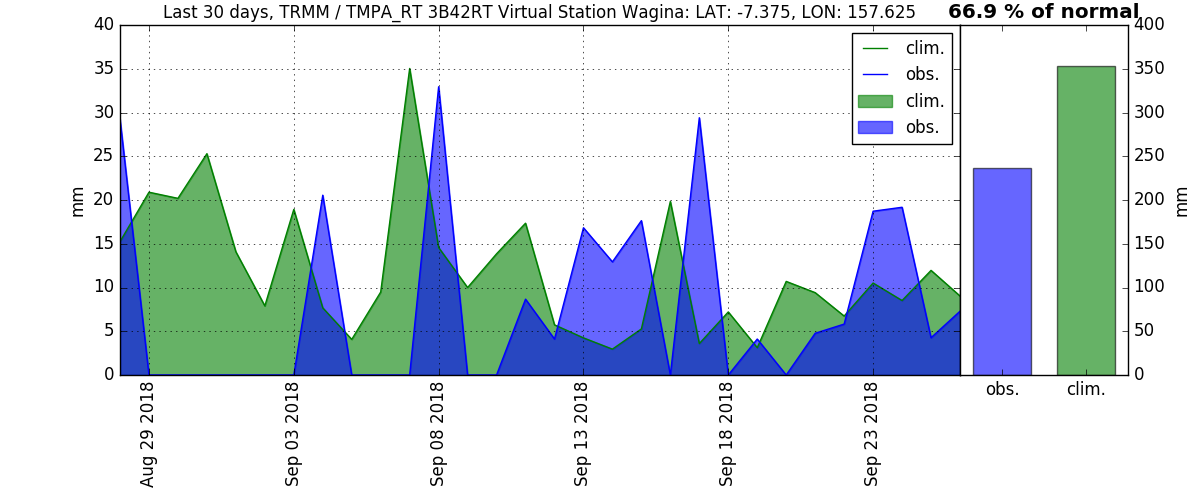 Last 30 days, TRMM / TMPA_RT 3B42RT Virtual Station Wagina: LAT: -7.375, LON: 157.625
66.9 % of normal
mm
40
35
30
25
20
15
10
5
0
clim.
obs.
clim.
obs.
Aug 29 2018
Sep 03 2018
Sep 08 2018
Sep 13 2018
Sep 18 2018
Sep 23 2018
obs.
clim.
400
350
300
250
200
150
100
50
0
mm